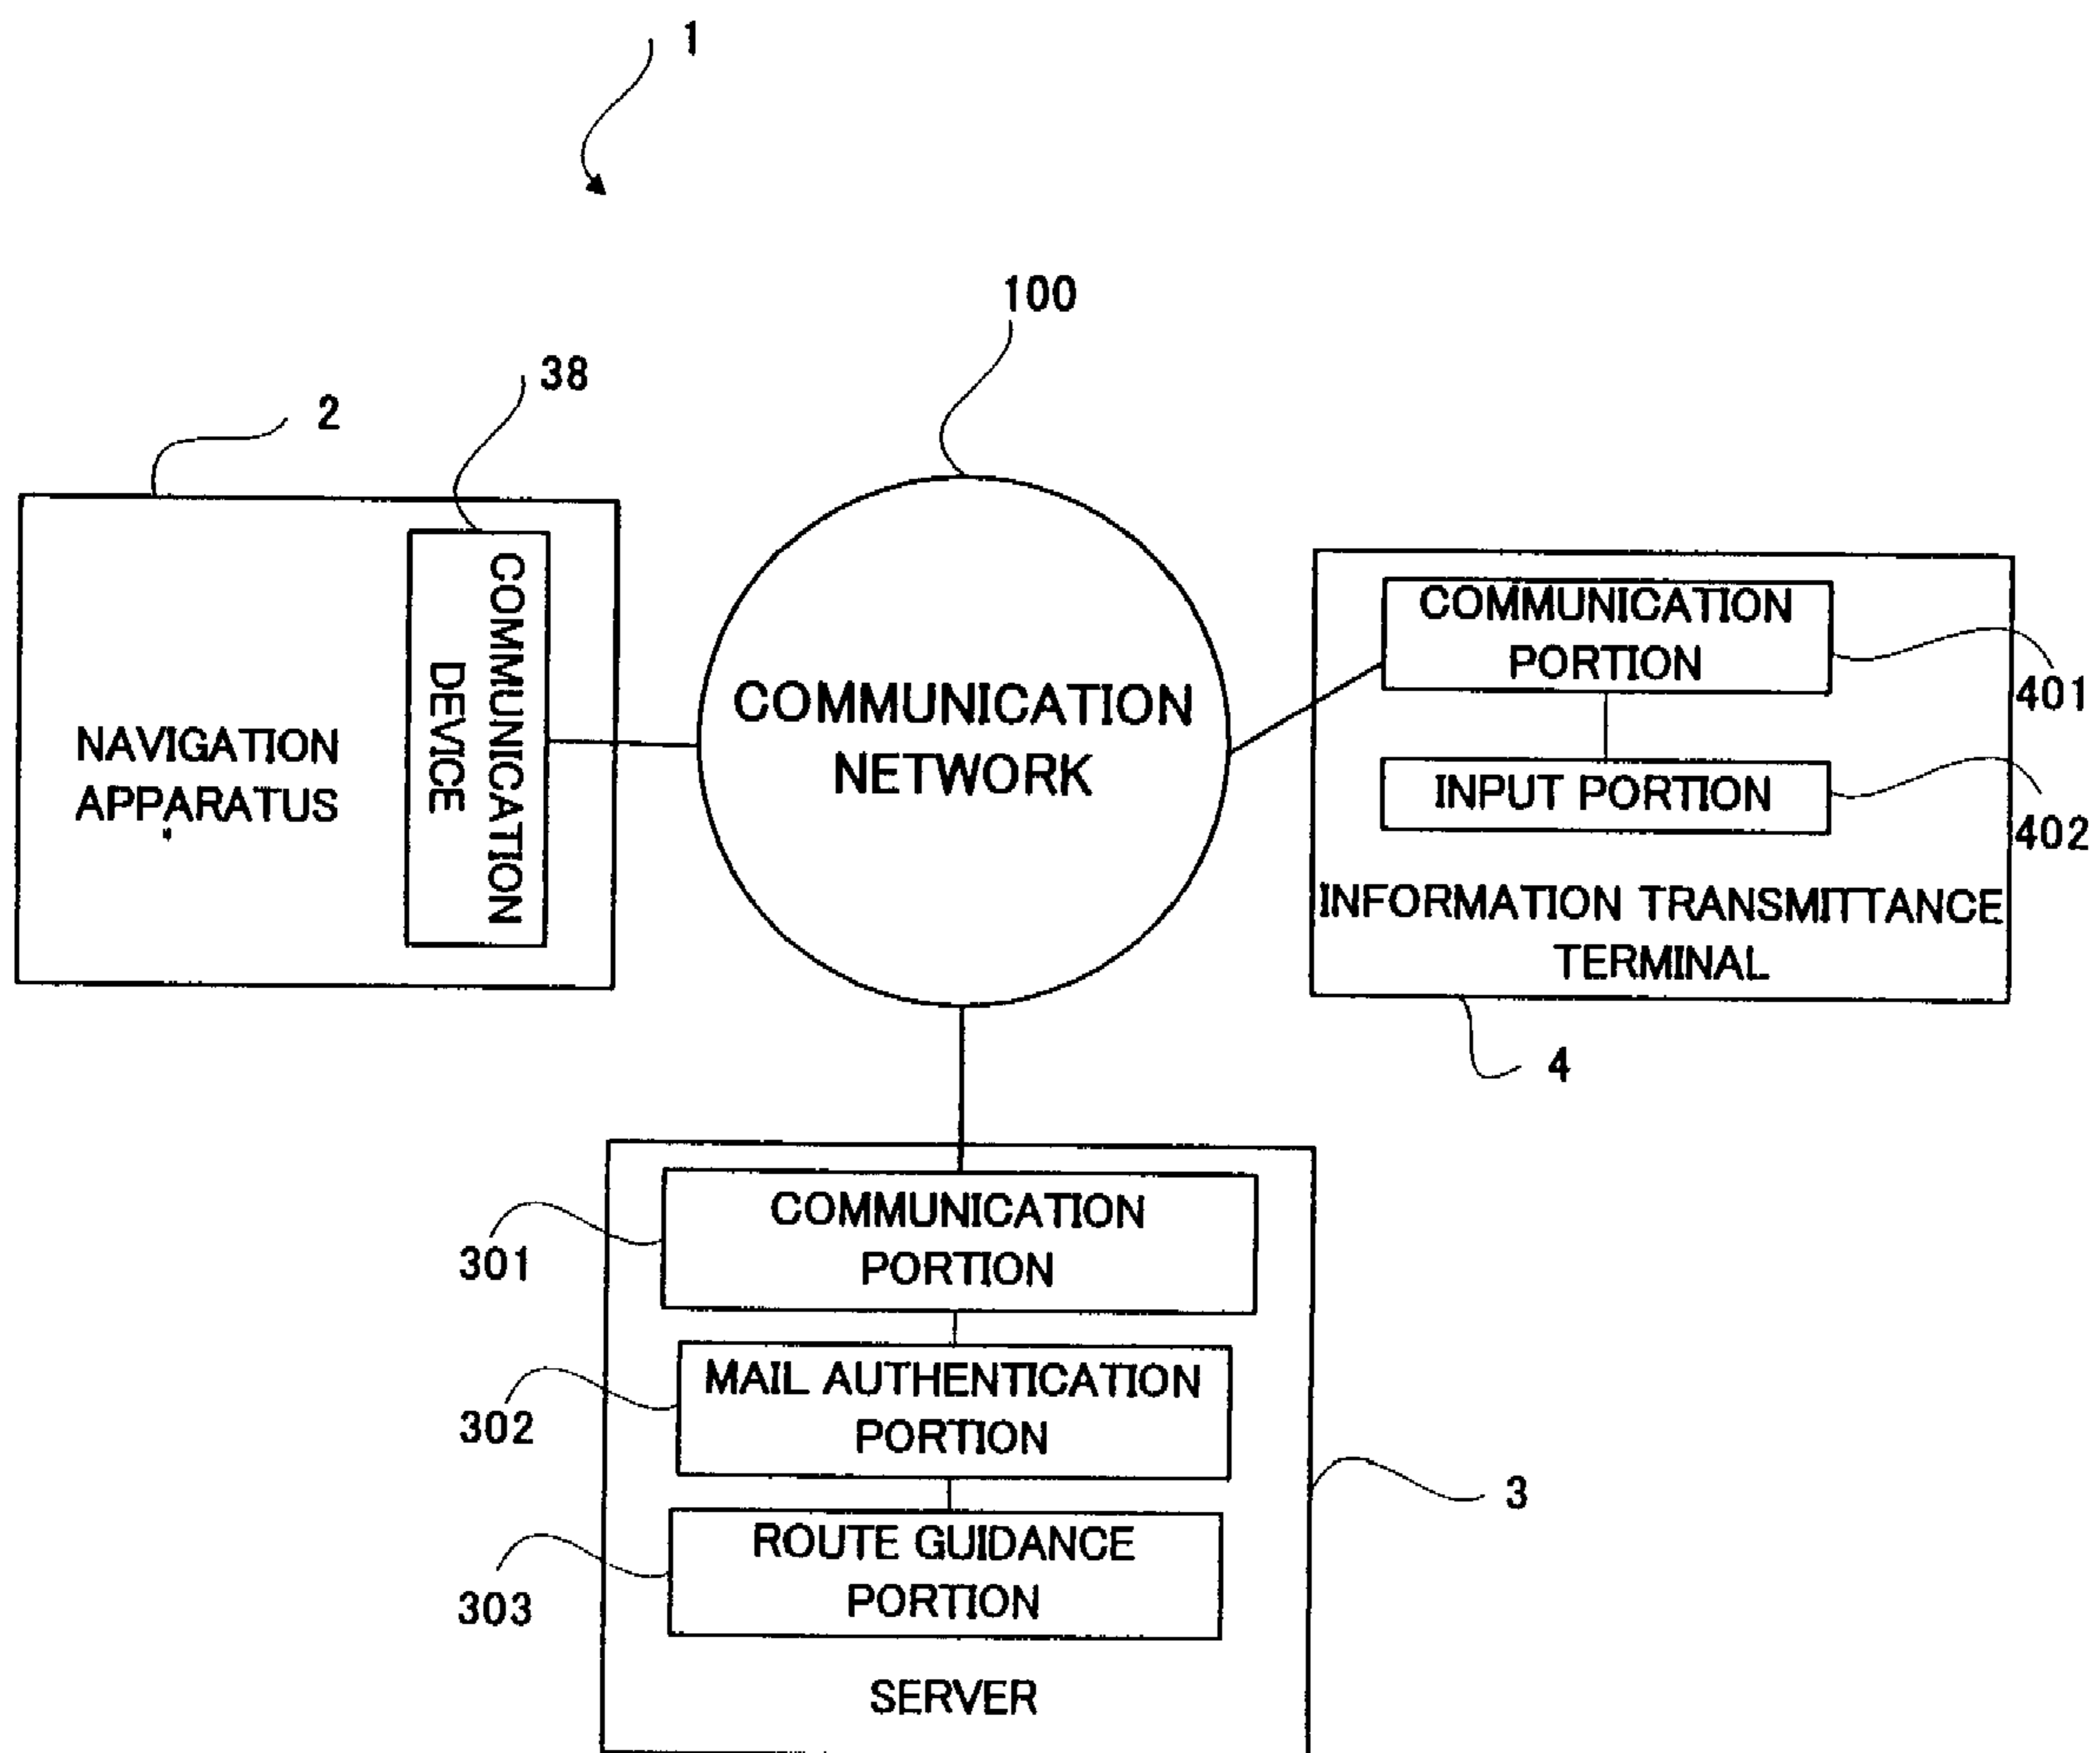 1
100
38
2
COMMUNICATION
DEVICE
NAVIGATION
APPARATUS
COMMUNICATION
NETWORK
COMMUNICATION
PORTION
401
INPUT PORTION
402
INFORMATION TRANSMITTANCE
TERMINAL
4
COMMUNICATION
PORTION
301
MAIL AUTHENTICATION
PORTION
302
3
ROUTE GUIDANCE
PORTION
303
SERVER